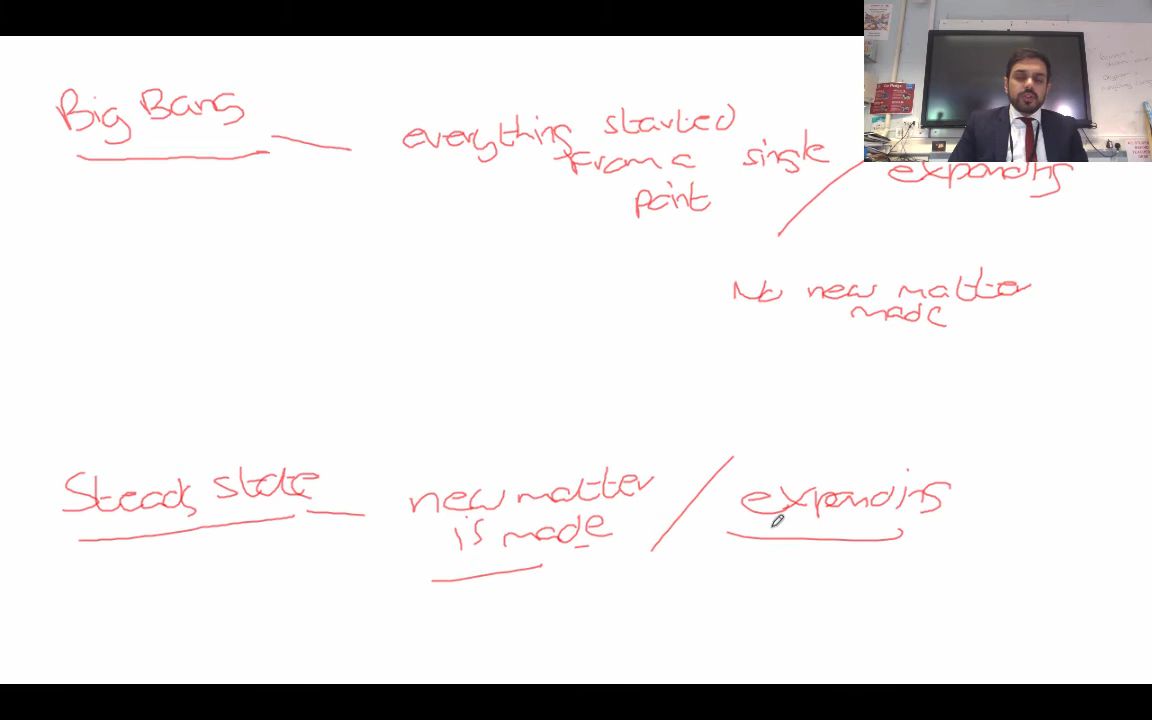 Big Bang
everything started
from a single
point
expanding
No new matter
made
Steady state
new matter
is made
expanding